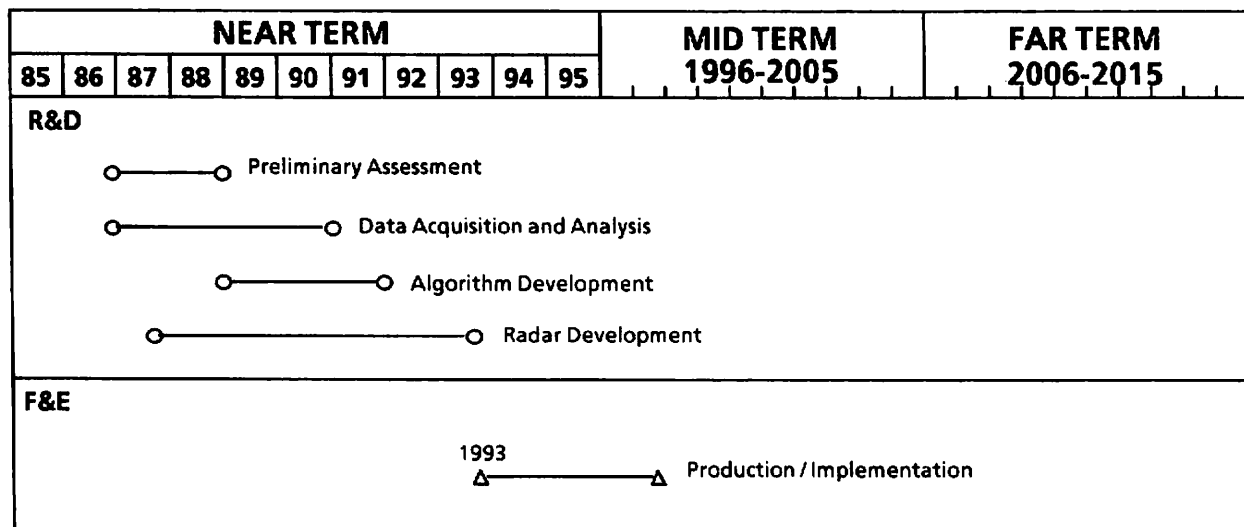 NEAR TERM
MID TERM
1996-2005
FAR TERM
2006-2015
85 86 87 88 89 90 91 92 93 94 95
R&D
Preliminary Assessment
Data Acquisition and Analysis
Algorithm Development
Radar Development
F&E
1993
Production / Implementation